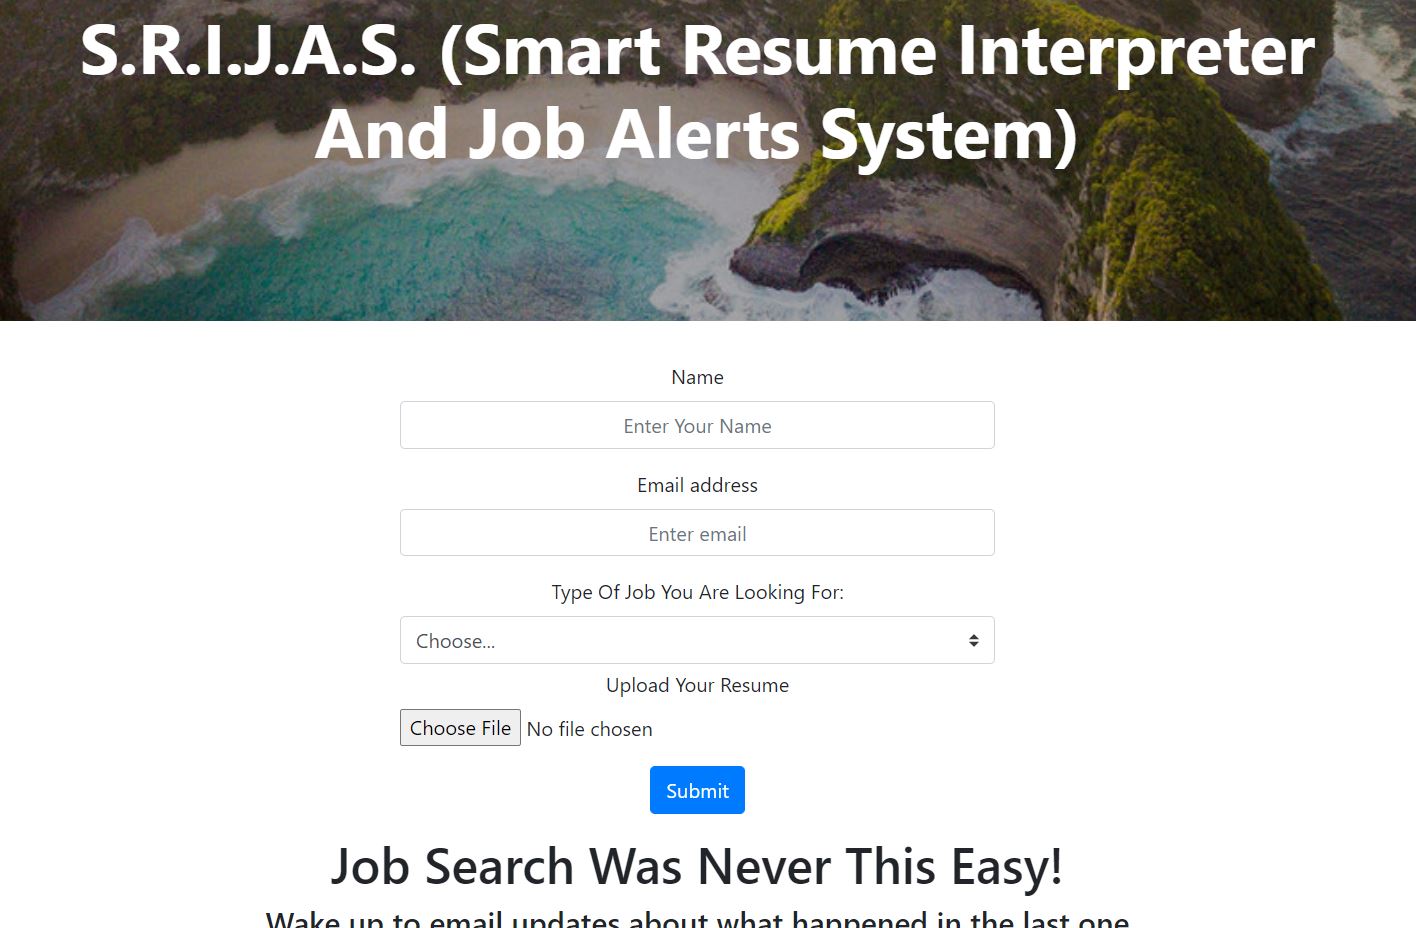 S.R.I.J.A.S. (Smart Resume Interpreter
And Job Alerts System)
Name
Enter Your Name
Email address
Enter email
Type Of Job You Are Looking For:
Choose...
Upload Your Resume
Choose File No file chosen
Submit
Job Search Was Never This Easy!
Wake up to email updates about what happened in the last one